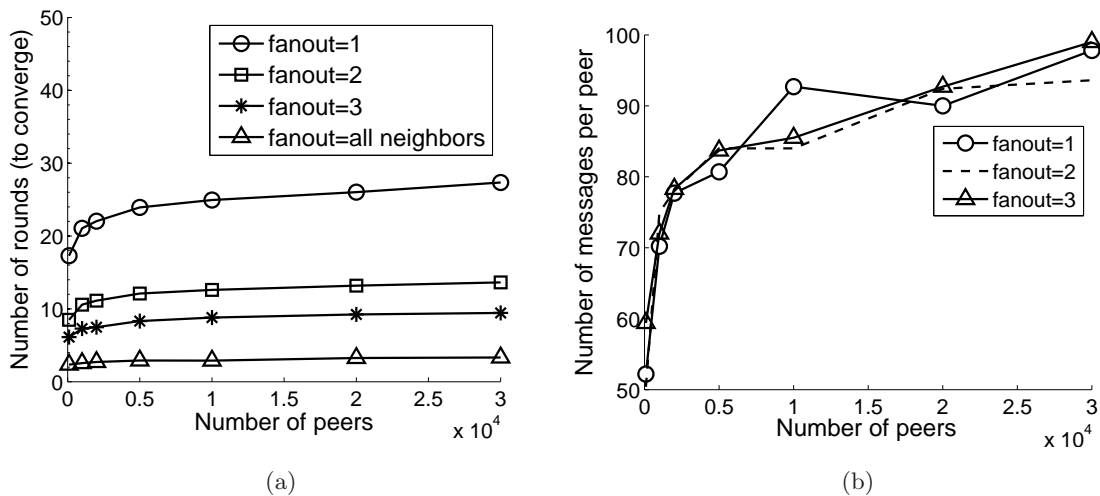 Number of rounds (to converge)
50
40
30
20
10
0
fanout=1
fanout=2
fanout=3
fanout=all neighbors
0 0.5 1 1.5 2 2.5 3
Number of peers
x 10^4
(a)
Number of messages per peer
100
90
80
70
60
50
fanout=1
fanout=2
fanout=3
0 0.5 1 1.5 2 2.5 3
Number of peers
x 10^4
(b)